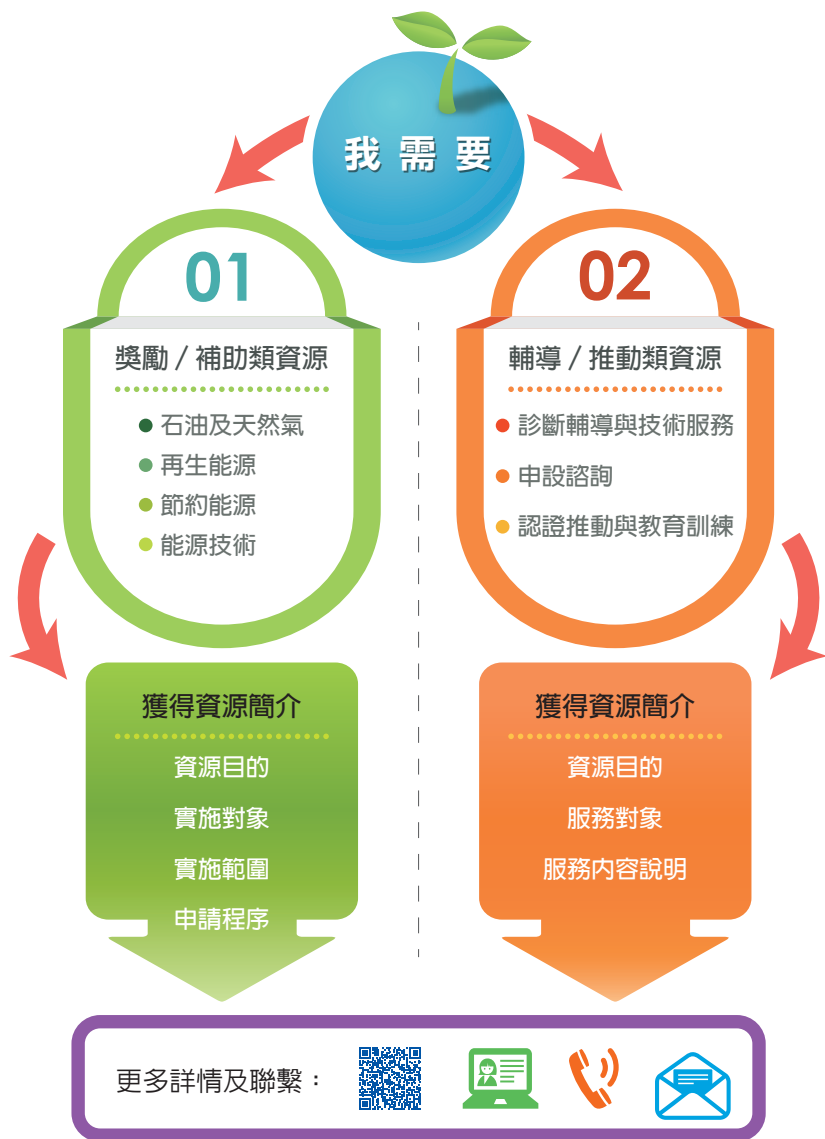 我需要
01
獎勵 / 補助類資源
石油及天然氣
再生能源
節約能源
能源技術
獲得資源簡介
資源目的
實施對象
實施範圍
申請程序
02
輔導 / 推動類資源
診斷輔導與技術服務
申設諮詢
認證推動與教育訓練
獲得資源簡介
資源目的
服務對象
服務內容說明
更多詳情及聯繫：